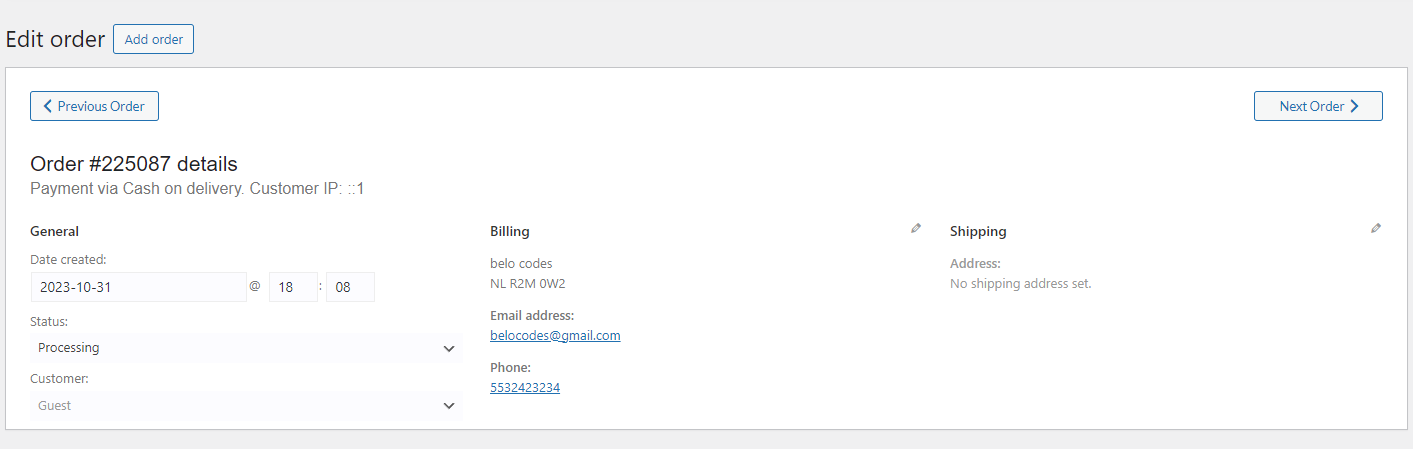 Edit order
Add order
Previous Order
Next Order
Order #225087 details
Payment via Cash on delivery. Customer IP: ::1
General
Date created:
2023-10-31 @ 18 : 08
Status:
Processing
Customer:
Guest
Billing
belo codes
NL R2M 0W2
Email address:
belocodes@gmail.com
Phone:
5532423234
Shipping
Address:
No shipping address set.